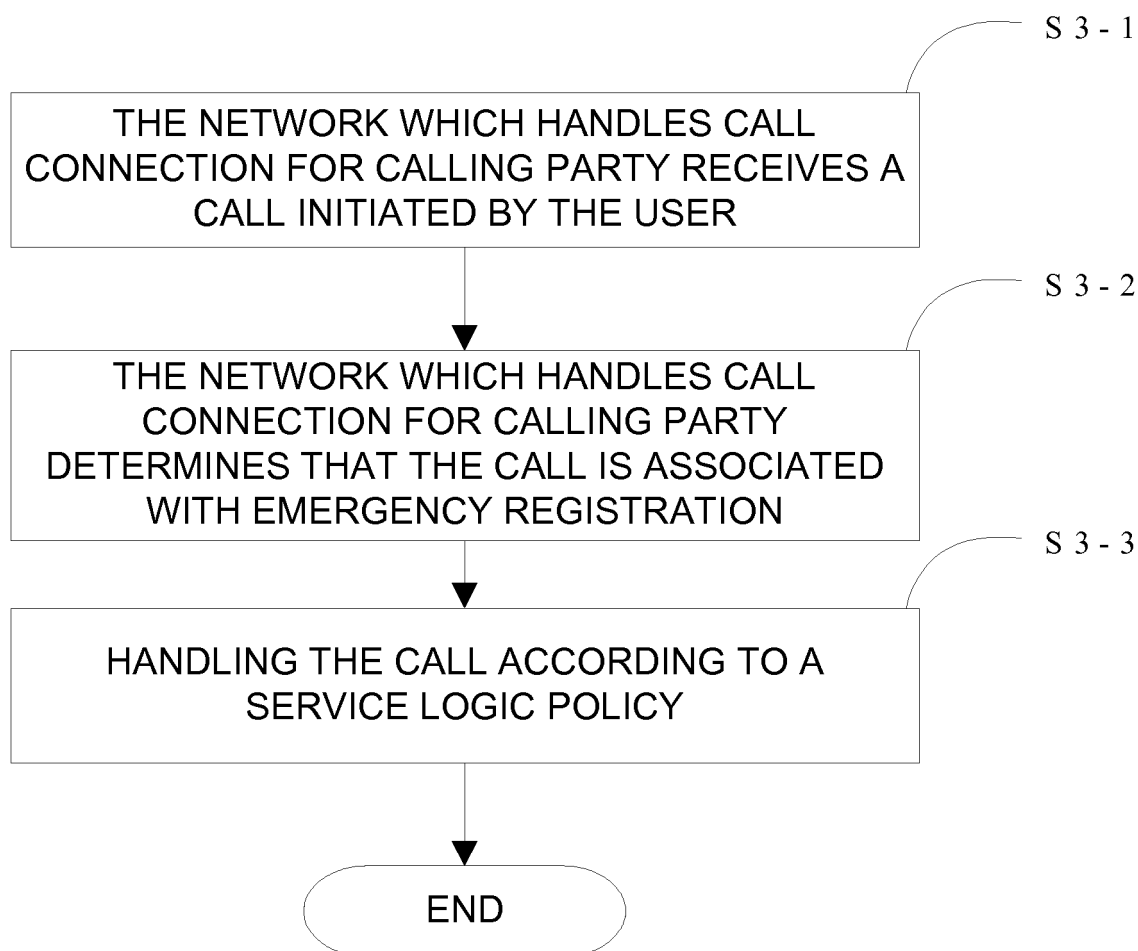 S 3 - 1
THE NETWORK WHICH HANDLES CALL
CONNECTION FOR CALLING PARTY RECEIVES A
CALL INITIATED BY THE USER
S 3 - 2
THE NETWORK WHICH HANDLES CALL
CONNECTION FOR CALLING PARTY
DETERMINES THAT THE CALL IS ASSOCIATED
WITH EMERGENCY REGISTRATION
S 3 - 3
HANDLING THE CALL ACCORDING TO A
SERVICE LOGIC POLICY
END